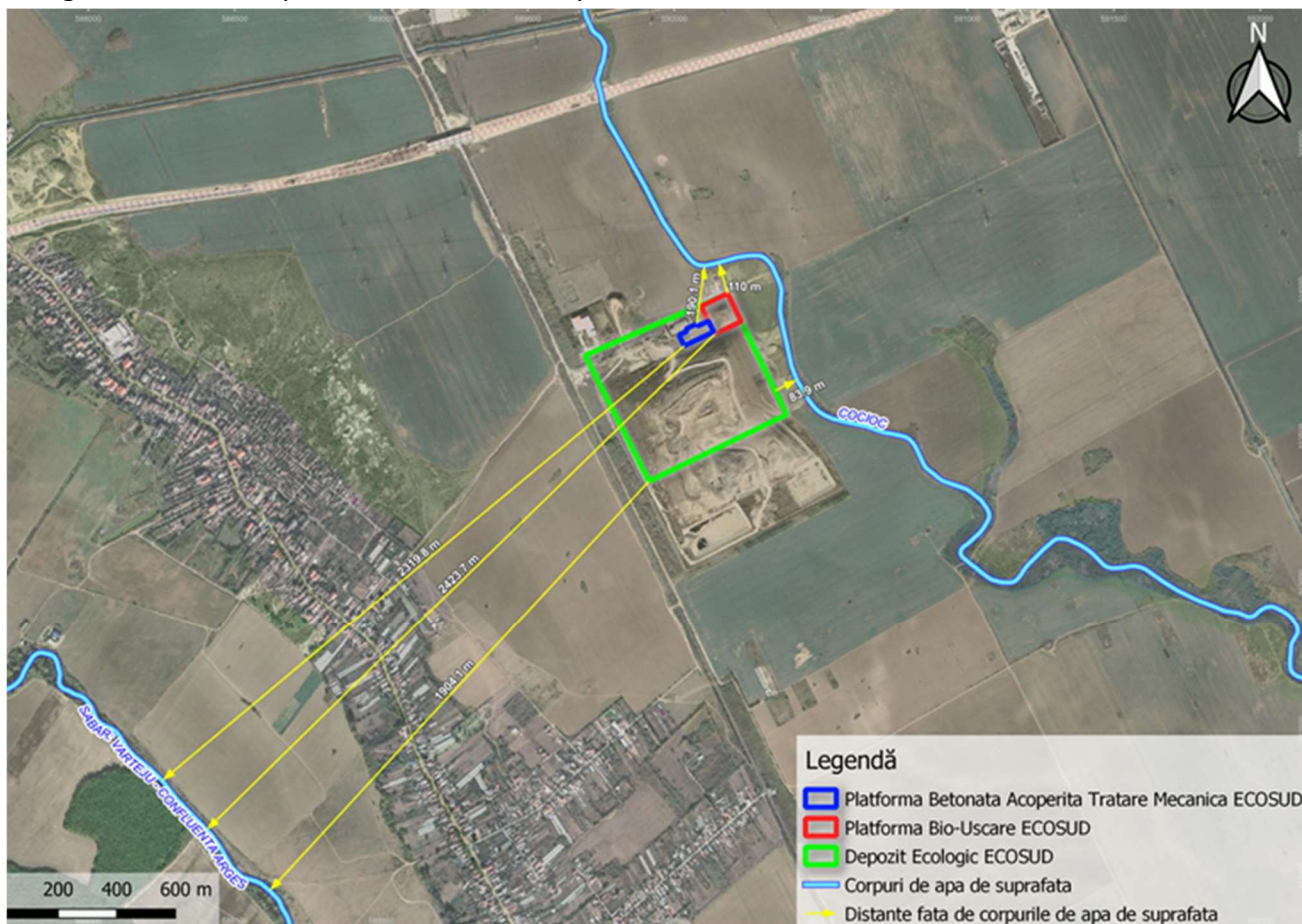 N
190.1 m
110 m
83.9 m
COCIOC
2319.8 m
2423.7 m
1904.1 m
SABAR: VARTEJU - CONFLUENTA ARGES
Legendă
Platforma Betonata Acoperita Tratare Mecanica ECOSUD
Platforma Bio-Uscare ECOSUD
Depozit Ecologic ECOSUD
Corpuri de apa de suprafata
Distante fata de corpurile de apa de suprafata
200 400 600 m